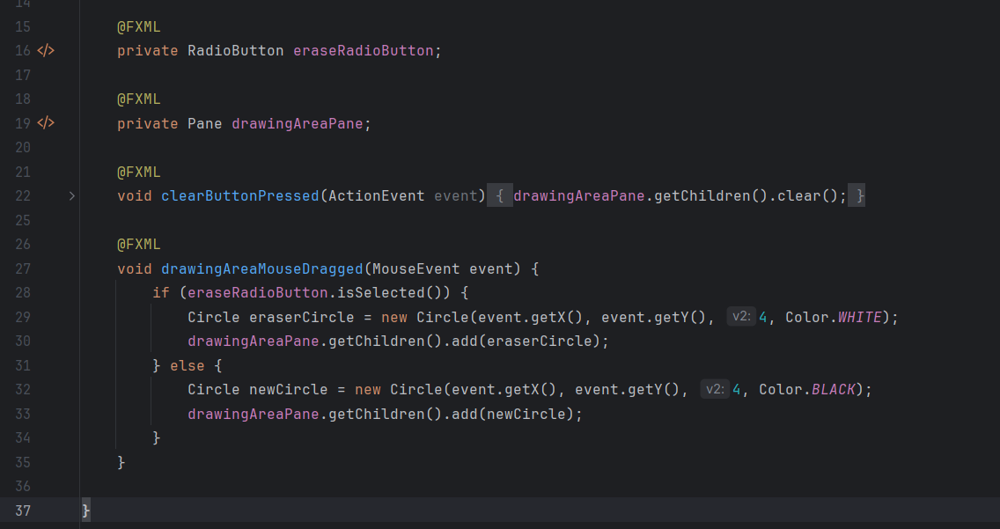 14
15 @FXML
16 </> private RadioButton eraseRadioButton;
17
18 @FXML
19 </> private Pane drawingAreaPane;
20
21 @FXML
22 > void clearButtonPressed(ActionEvent event) { drawingAreaPane.getChildren().clear(); }
25
26 @FXML
27 void drawingAreaMouseDragged(MouseEvent event) {
28 if (eraseRadioButton.isSelected()) {
29 Circle eraserCircle = new Circle(event.getX(), event.getY(), v2: 4, Color.WHITE);
30 drawingAreaPane.getChildren().add(eraserCircle);
31 } else {
32 Circle newCircle = new Circle(event.getX(), event.getY(), v2: 4, Color.BLACK);
33 drawingAreaPane.getChildren().add(newCircle);
34 }
35 }
36
37 }